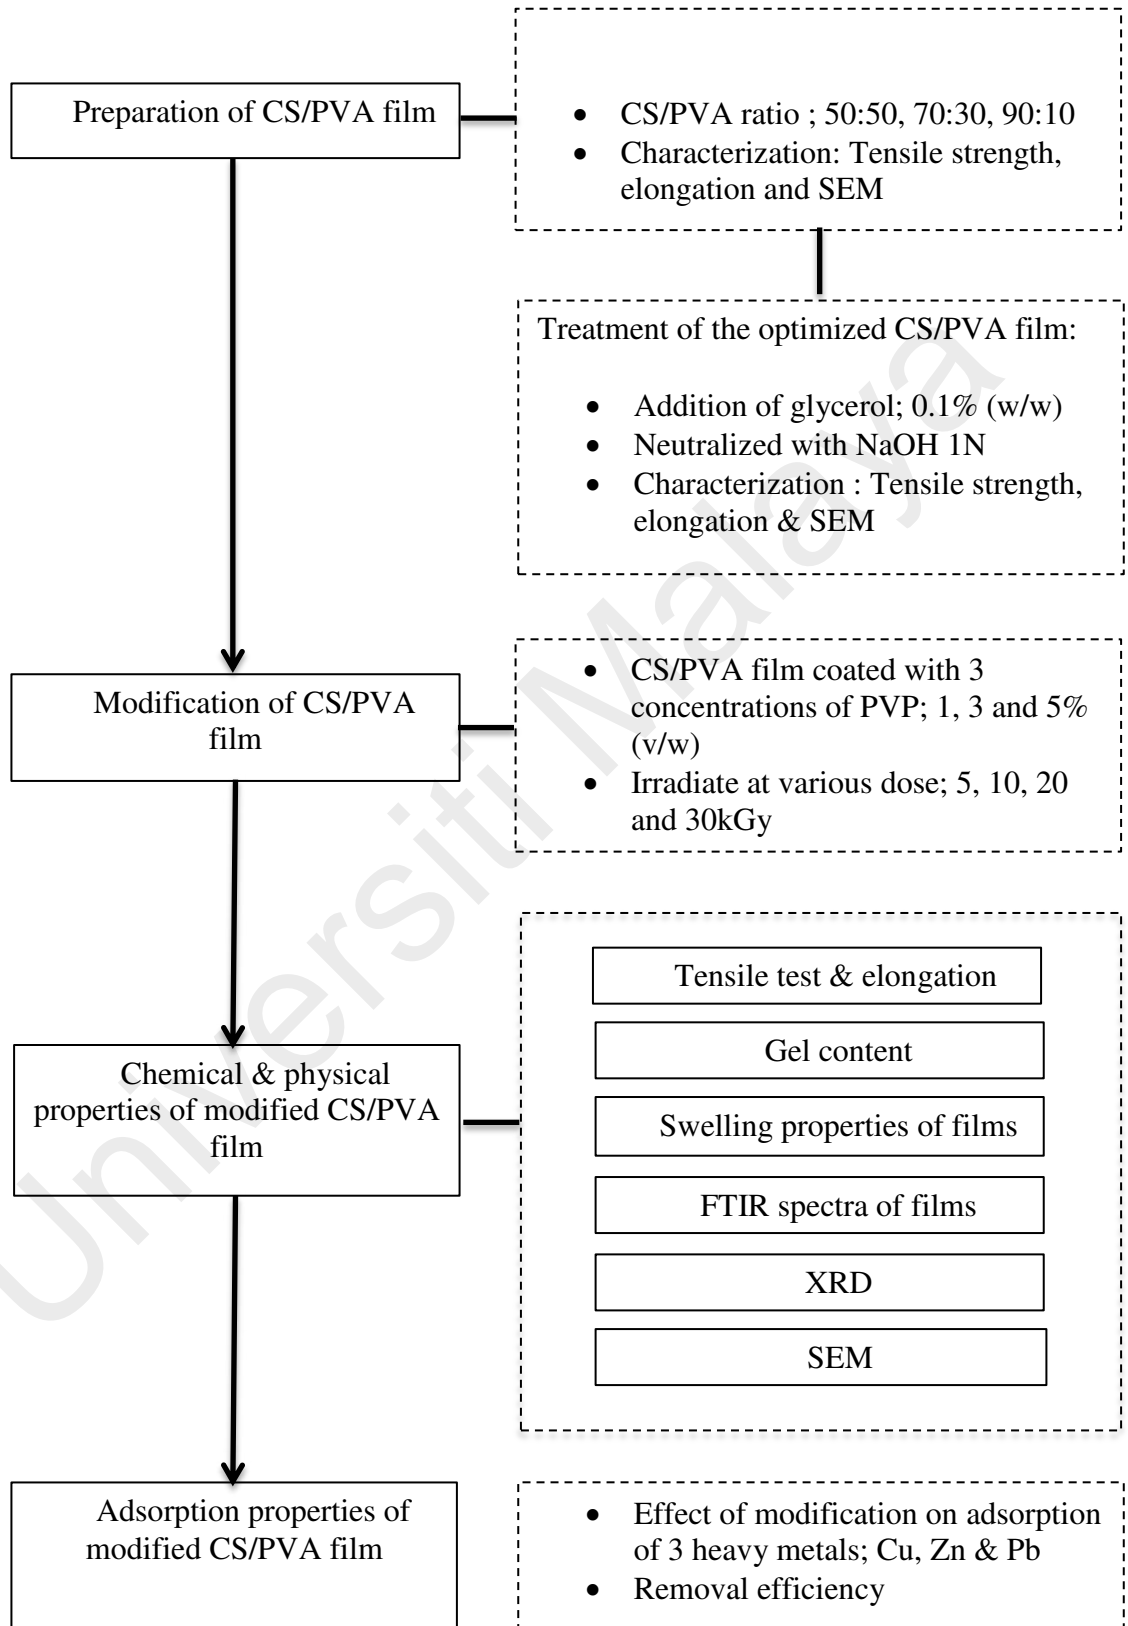 Preparation of CS/PVA film
• CS/PVA ratio ; 50:50, 70:30, 90:10
• Characterization: Tensile strength,
elongation and SEM
Treatment of the optimized CS/PVA film:
• Addition of glycerol; 0.1% (w/w)
• Neutralized with NaOH 1N
• Characterization : Tensile strength,
elongation & SEM
Modification of CS/PVA
film
• CS/PVA film coated with 3
concentrations of PVP; 1, 3 and 5%
(v/w)
• Irradiate at various dose; 5, 10, 20
and 30kGy
Chemical & physical
properties of modified CS/PVA
film
Tensile test & elongation
Gel content
Swelling properties of films
FTIR spectra of films
XRD
SEM
Adsorption properties of
modified CS/PVA film
• Effect of modification on adsorption
of 3 heavy metals; Cu, Zn & Pb
• Removal efficiency
Universiti Malaya